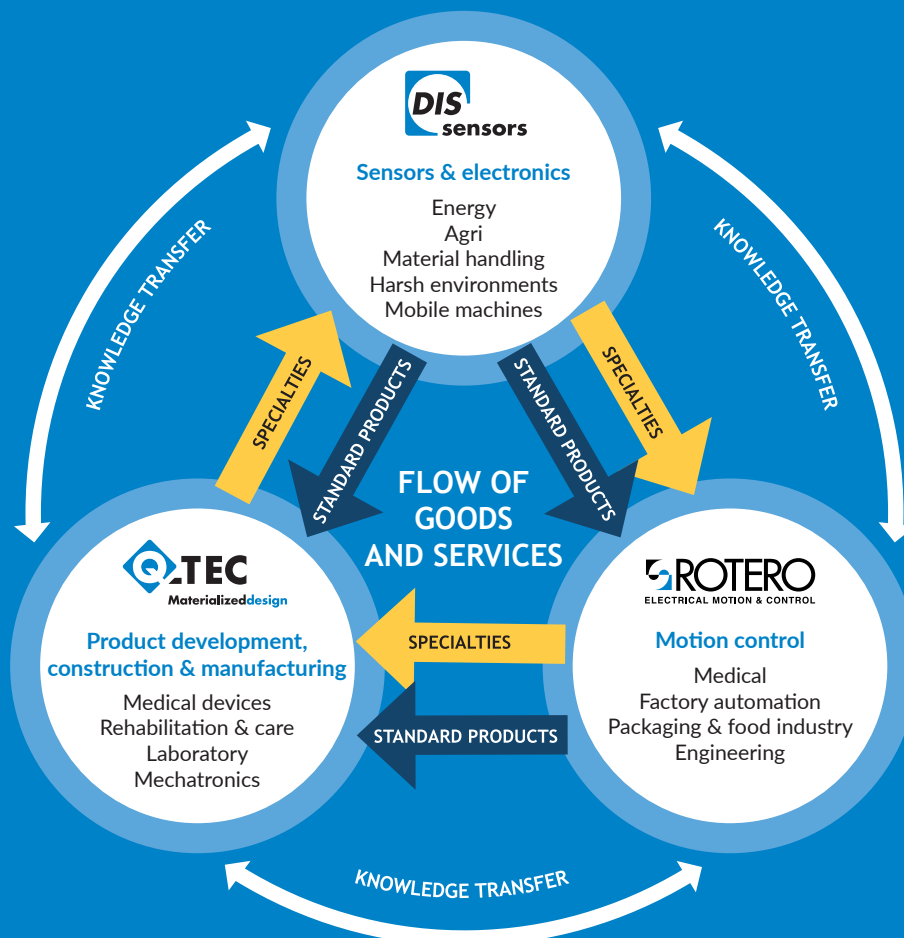 DIS
sensors
Sensors & electronics
Energy
Agri
Material handling
Harsh environments
Mobile machines
KNOWLEDGE TRANSFER
KNOWLEDGE TRANSFER
SPECIALTIES
STANDARD PRODUCTS
STANDARD PRODUCTS
SPECIALTIES
FLOW OF
GOODS
AND SERVICES
Q-TEC
Materializeddesign
Product development,
construction & manufacturing
Medical devices
Rehabilitation & care
Laboratory
Mechatronics
SPECIALTIES
STANDARD PRODUCTS
ROTERO
ELECTRICAL MOTION & CONTROL
Motion control
Medical
Factory automation
Packaging & food industry
Engineering
KNOWLEDGE TRANSFER